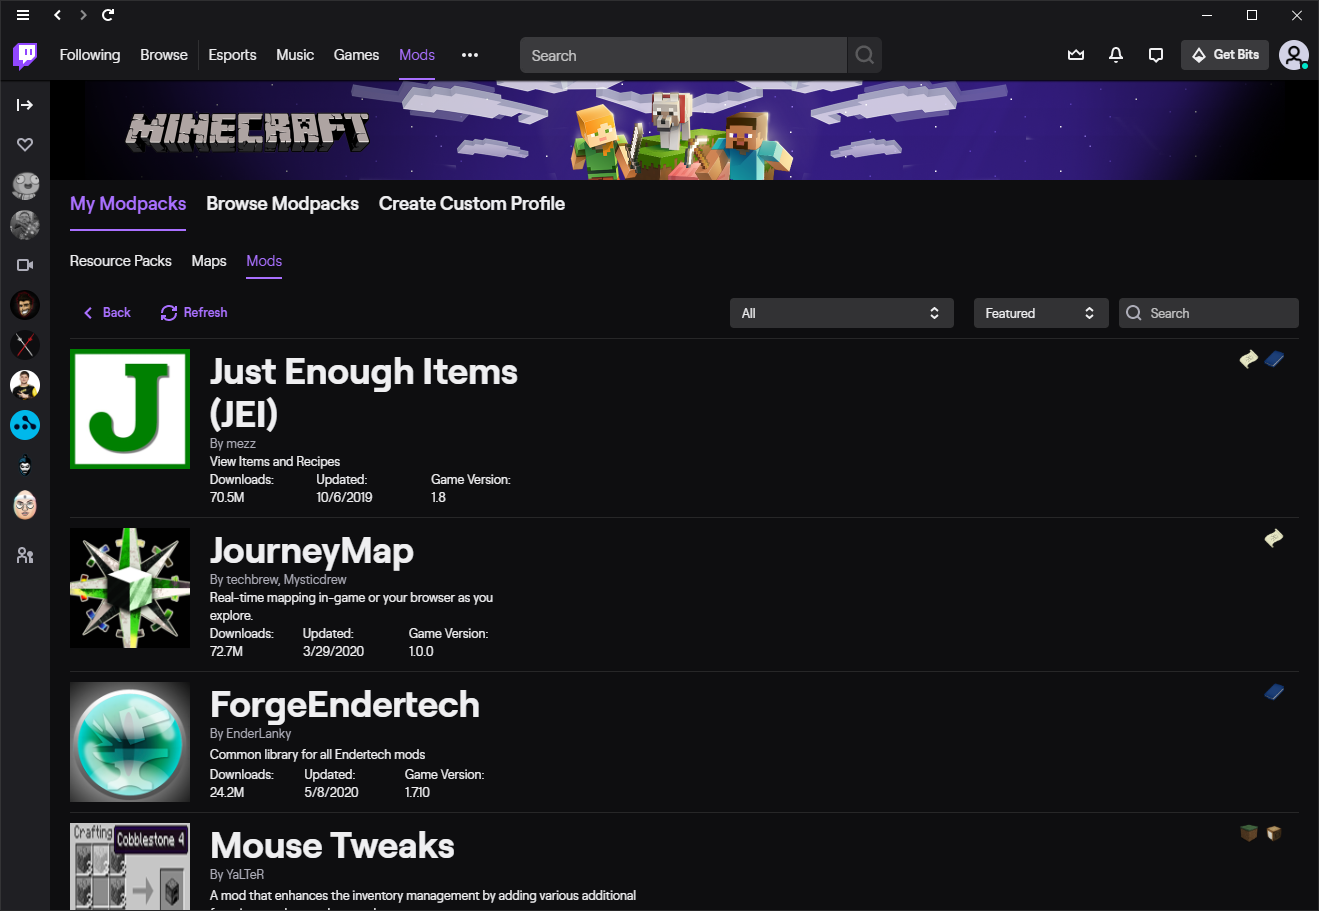 Following Browse Esports Music Games Mods
Search
Get Bits
MINECRAFT
My Modpacks Browse Modpacks Create Custom Profile
Resource Packs Maps Mods
Back Refresh All Featured Search
J
Just Enough Items
(JEI)
By mezz
View Items and Recipes
Downloads: Updated: Game Version:
70.5M 10/6/2019 1.8
JourneyMap
By techbrew, Mysticdrew
Real-time mapping in-game or your browser as you
explore.
Downloads: Updated: Game Version:
72.7M 3/29/2020 1.0.0
ForgeEndertech
By EnderLanky
Common library for all Endertech mods
Downloads: Updated: Game Version:
24.2M 5/8/2020 1.7.10
Crafting
Cobblestone 4
Mouse Tweaks
By YaLTeR
A mod that enhances the inventory management by adding various additional